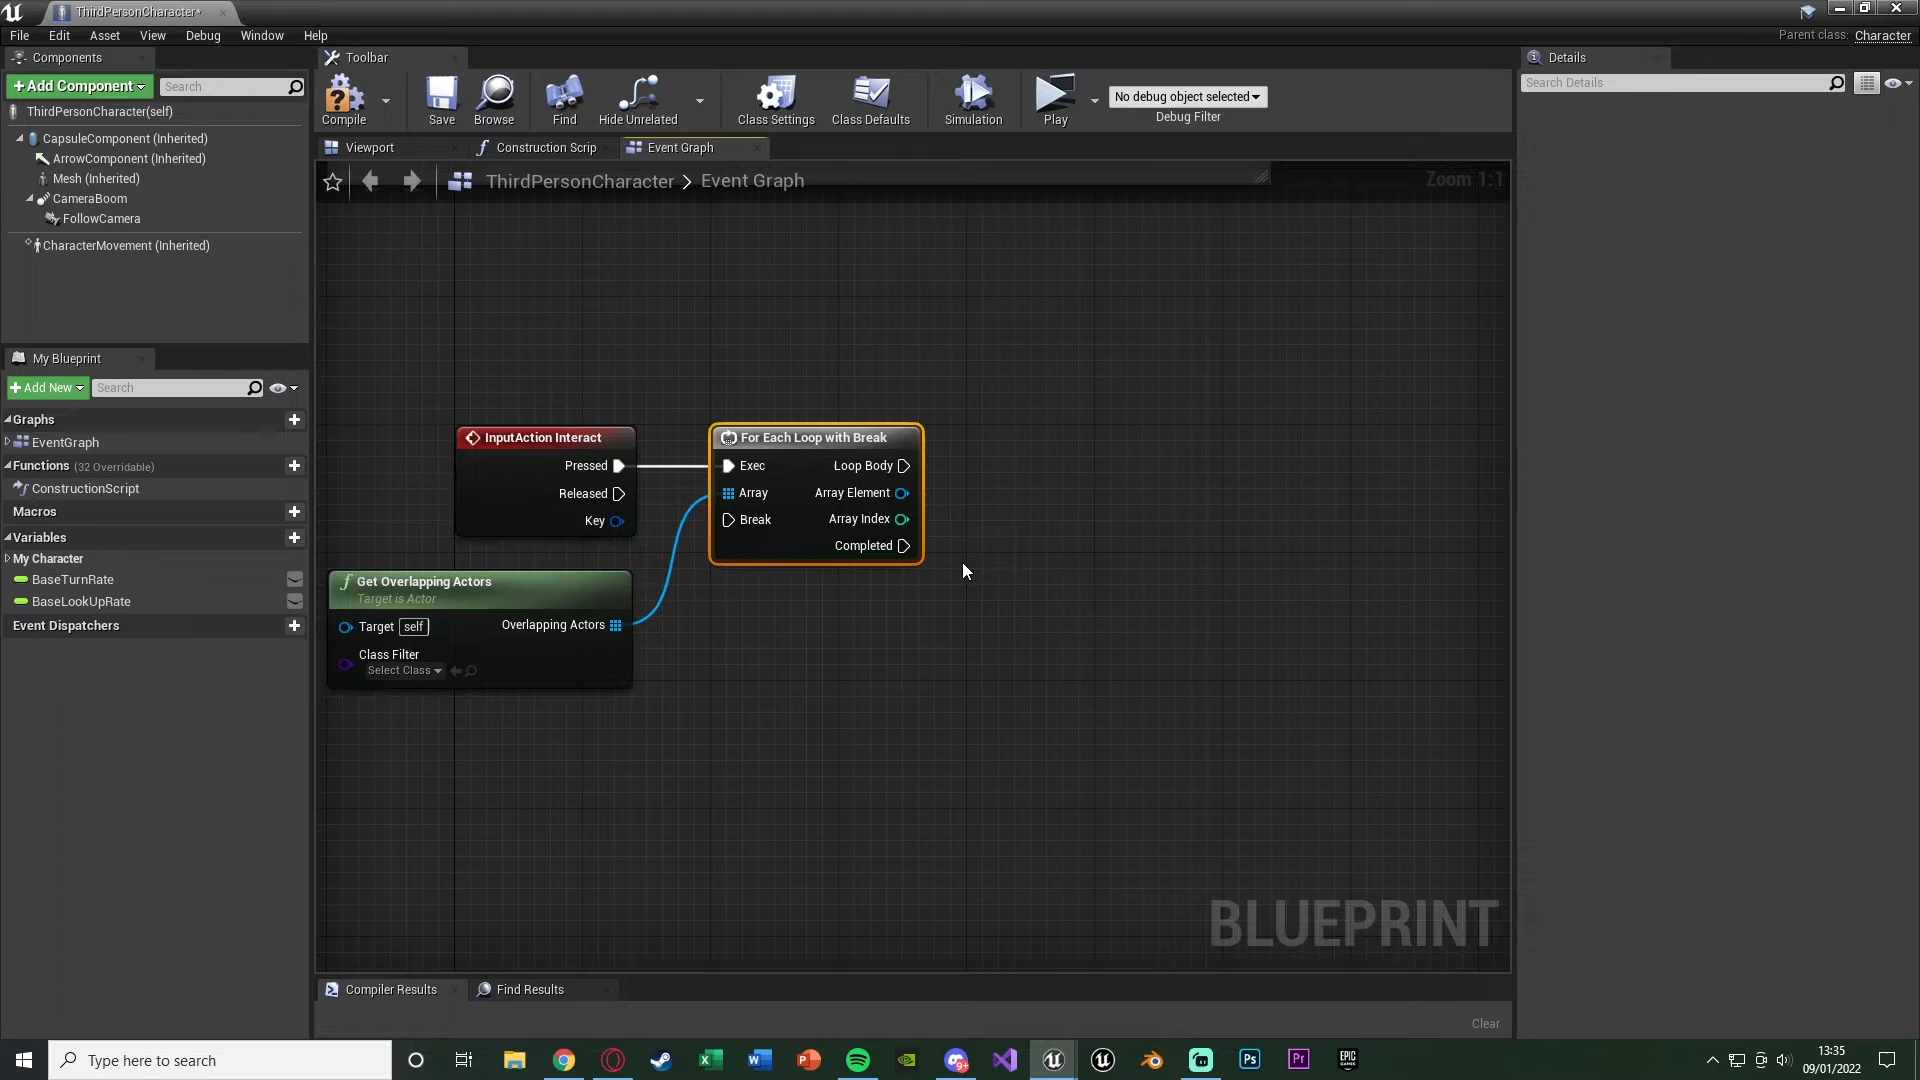 ThirdPersonCharacter*
File Edit Asset View Debug Window Help
Parent class: Character
Components
Toolbar
Details
+ Add Component
Search
Search Details
ThirdPersonCharacter(self)
CapsuleComponent (Inherited)
ArrowComponent (Inherited)
Mesh (Inherited)
CameraBoom
FollowCamera
CharacterMovement (Inherited)
Compile
Save
Browse
Find
Hide Unrelated
Class Settings
Class Defaults
Simulation
Play
No debug object selected
Debug Filter
Viewport
Construction Scrip
Event Graph
ThirdPersonCharacter > Event Graph
Zoom 1:1
My Blueprint
+ Add New
Search
Graphs
EventGraph
Functions (32 Overridable)
ConstructionScript
Macros
Variables
My Character
BaseTurnRate
BaseLookUpRate
Event Dispatchers
InputAction Interact
Pressed
Released
Key
For Each Loop with Break
Exec
Loop Body
Array
Array Element
Break
Array Index
Completed
Get Overlapping Actors
Target is Actor
Target self
Overlapping Actors
Class Filter
Select Class
BLUEPRINT
Compiler Results
Find Results
Clear
Type here to search
9+
Ps
Pr
EPIC
GAMES
13:35
09/01/2022